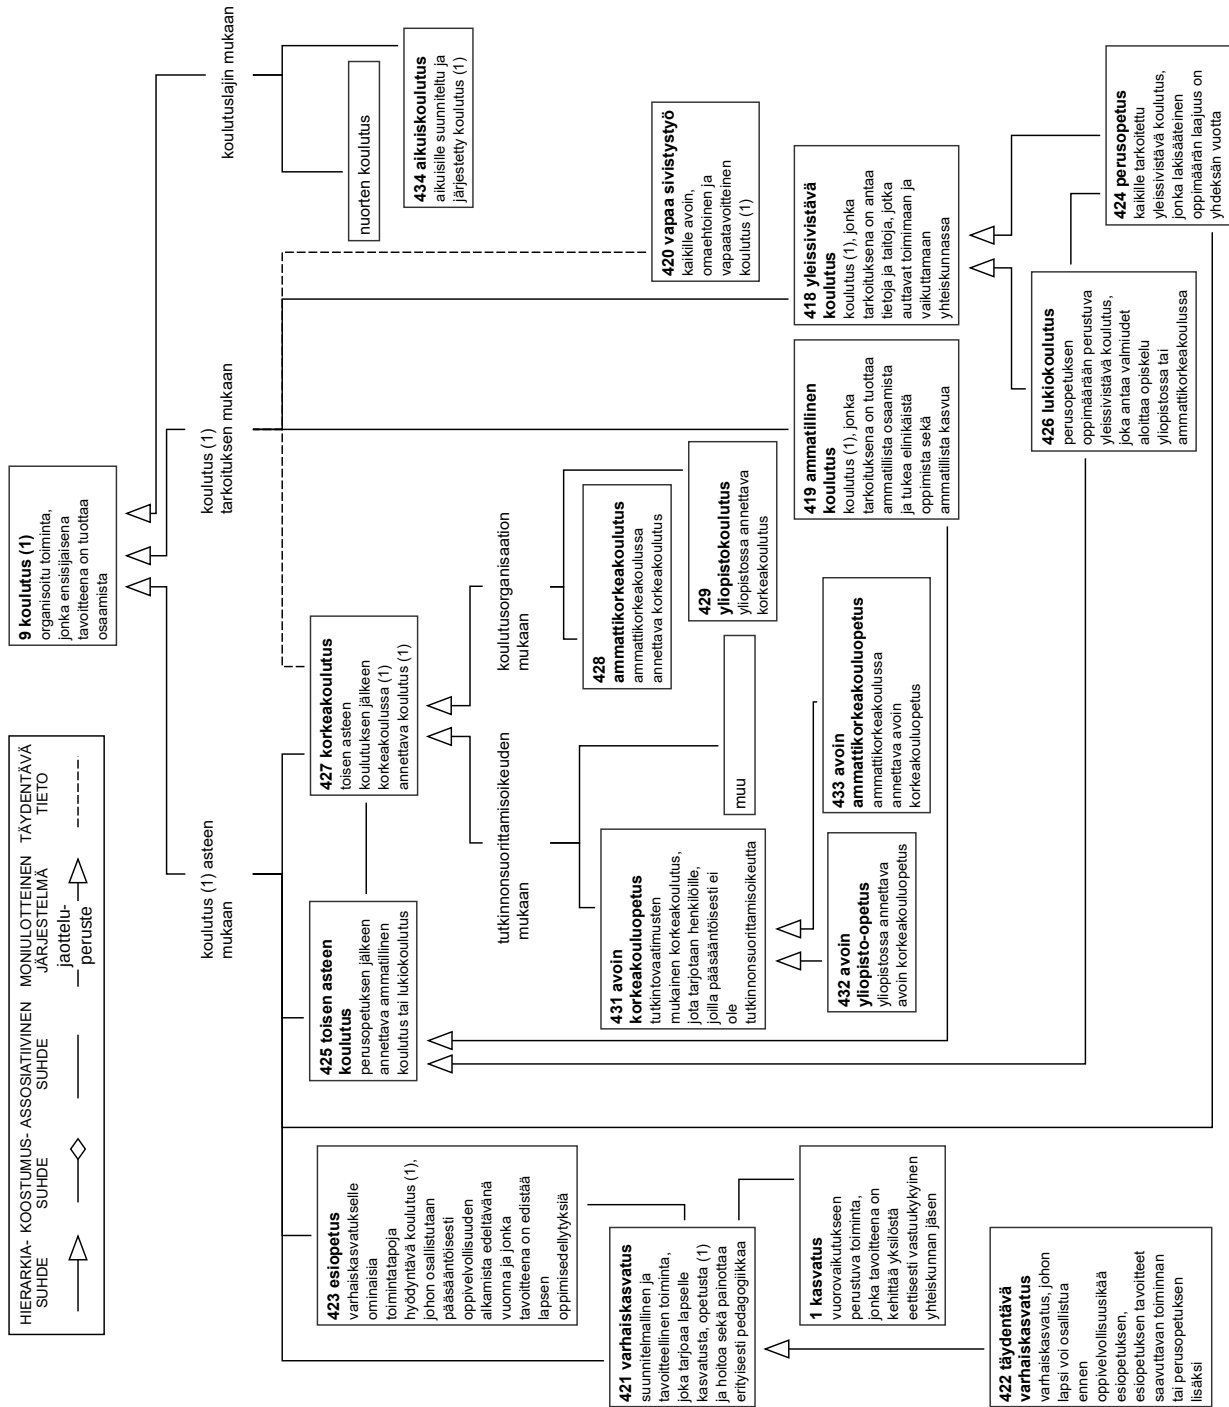 HIERARKIA-
SUHDE
KOOSTUMUS-
SUHDE
ASSOSIATIIVINEN
SUHDE
MONIULOTTEINEN
JÄRJESTELMÄ
TÄYDENTÄVÄ
TIETO
jaottelu-
peruste
9 koulutus (1)
organisoitu toiminta,
jonka ensisijaisena
tavoitteena on tuottaa
osaamista
koulutus (1) asteen
mukaan
koulutus (1)
tarkoituksen mukaan
koulutuslajin mukaan
nuorten koulutus
434 aikuiskoulutus
aikuisille suunniteltu ja
järjestetty koulutus (1)
423 esiopetus
varhaiskasvatukselle
ominaisia
toimintatapoja
hyödyntävä koulutus (1),
johon osallistutaan
pääsääntöisesti
oppivelvollisuuden
alkamista edeltävänä
vuonna ja jonka
tavoitteena on edistää
lapsen
oppimisedellytyksiä
425 toisen asteen
koulutus
perusopetuksen jälkeen
annettava ammatillinen
koulutus tai lukokoulutus
427 korkeakoulutus
toisen asteen
koulutuksen jälkeen
korkeakoulussa (1)
annettava koulutus (1)
tutkinnonsuorittamisoikeuden
mukaan
koulutusorganisaation
mukaan
428
ammattikorkeakoulutus
ammattikorkeakoulussa
annettava korkeakoulutus
429
yliopistokoulutus
yliopistossa annettava
korkeakoulutus
420 vapaa sivistystyö
kaikille avoin,
omaehtoinen ja
vapaatavoitteinen
koulutus (1)
421 varhaiskasvatus
suunnitelmallinen ja
tavoitteellinen toiminta,
joka tarjoaa lapselle
kasvatusta, opetusta (1)
ja hoitoa sekä painottaa
erityisesti pedagogiikkaa
431 avoin
korkeakouluopetus
tutkintovaatimusten
mukainen korkeakoulutus,
jota tarjotaan henkilöille,
joilla pääsääntöisesti ei
ole
tutkinnonsuorittamisoikeutta
muu
419 ammatillinen
koulutus
koulutus (1), jonka
tarkoituksena on tuottaa
ammatillista osaamista
ja tukea elinikäistä
oppimista sekä
ammatillista kasvua
418 yleissivistävä
koulutus
koulutus (1), jonka
tarkoituksena on antaa
tietoja ja taitoja, jotka
auttavat toimimaan ja
vaikuttamaan
yhteiskunnassa
1 kasvatus
vuorovaikutukseen
perustuva toiminta,
jonka tavoitteena on
kehittää yksilöstä
eettisesti vastuukykyinen
yhteiskunnan jäsen
432 avoin
yliopisto-opetus
yliopistossa annettava
avoin korkeakouluopetus
433 avoin
ammattikorkeakouluopetus
ammattikorkeakoulussa
annettava avoin
korkeakouluopetus
422 täydentävä
varhaiskasvatus
varhaiskasvatus, johon
lapsi voi osallistua
ennen
oppivelvollisuusikää
esiopetuksen,
esiopetuksen tavoitteet
saavuttavan toiminnan
tai perusopetuksen
lisäksi
426 lukiokoulutus
perusopetuksen
oppimäärään perustuva
yleissivistävä koulutus,
joka antaa valmiudet
aloittaa opiskelu
yliopistossa tai
ammattikorkeakoulussa
424 perusopetus
kaikille tarkoitettu
yleissivistävä koulutus,
jonka lakisääteinen
oppimäärän laajuus on
yhdeksän vuotta